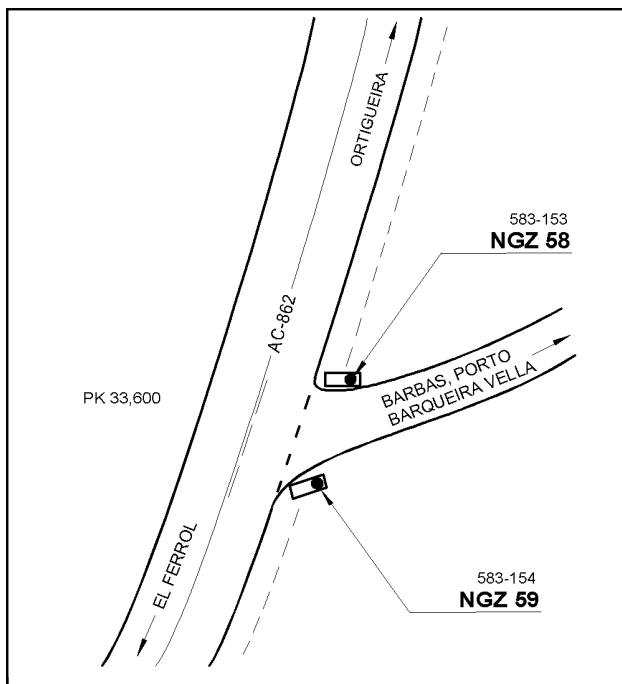 ORTIGUEIRA
583-153
NGZ 58
AC-862
PK 33,600
BARBAS, PORTO
BARQUEIRA VELLA
EL FERROL
583-154
NGZ 59